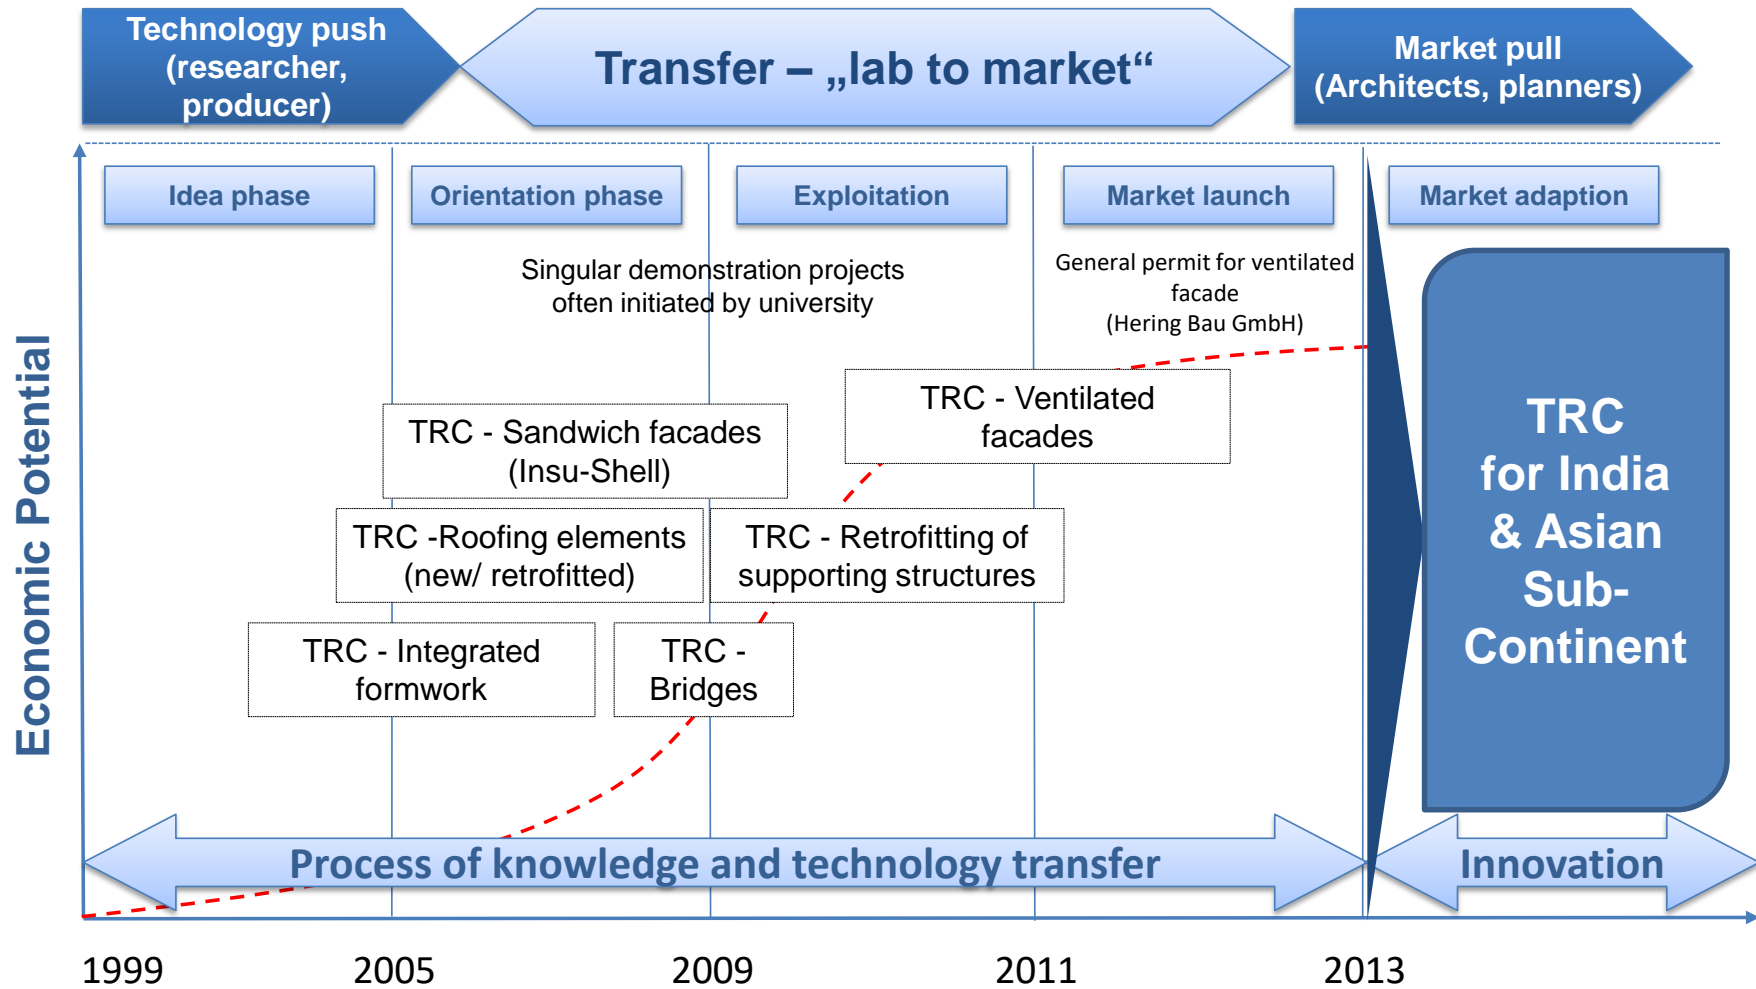 Technology push
(researcher,
producer)
Transfer – „lab to market“
Market pull
(Architects, planners)
Idea phase
Orientation phase
Exploitation
Market launch
Market adaption
Singular demonstration projects
often initiated by university
General permit for ventilated
facade
(Hering Bau GmbH)
Economic Potential
TRC - Ventilated
facades
TRC - Sandwich facades
(Insu-Shell)
TRC -Roofing elements
(new/ retrofitted)
TRC - Retrofitting of
supporting structures
TRC - Integrated
formwork
TRC -
Bridges
TRC
for India
& Asian
Sub-
Continent
Process of knowledge and technology transfer
Innovation
1999
2005
2009
2011
2013